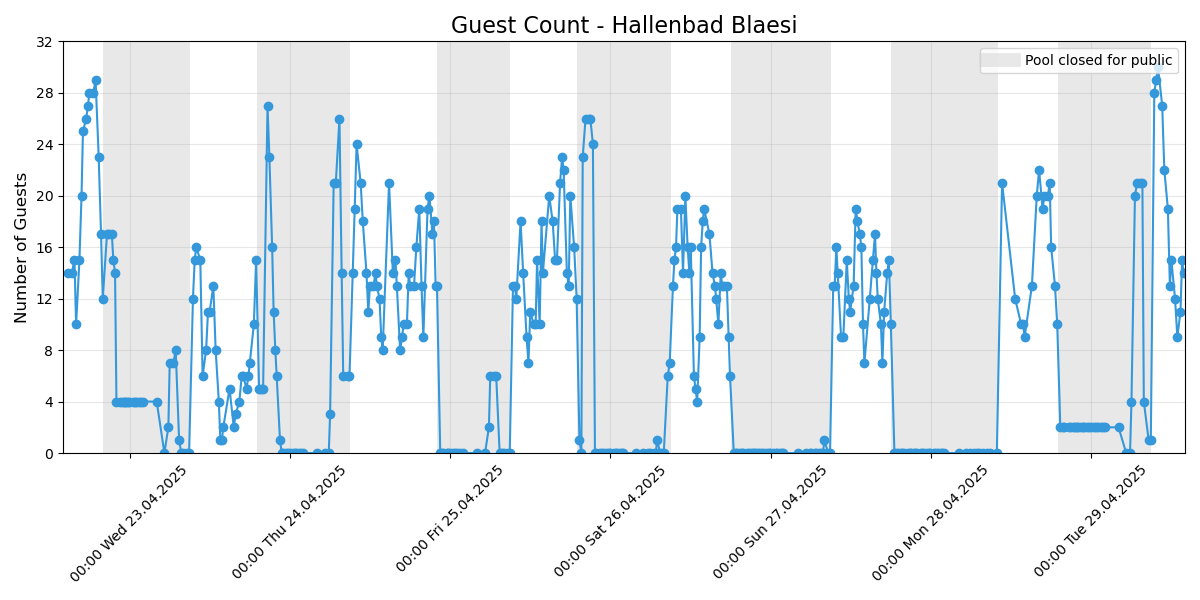 Guest Count - Hallenbad Blaesi
Pool closed for public
Number of Guests
32
28
24
20
16
12
8
4
0
00:00 Wed 23.04.2025
00:00 Thu 24.04.2025
00:00 Fri 25.04.2025
00:00 Sat 26.04.2025
00:00 Sun 27.04.2025
00:00 Mon 28.04.2025
00:00 Tue 29.04.2025